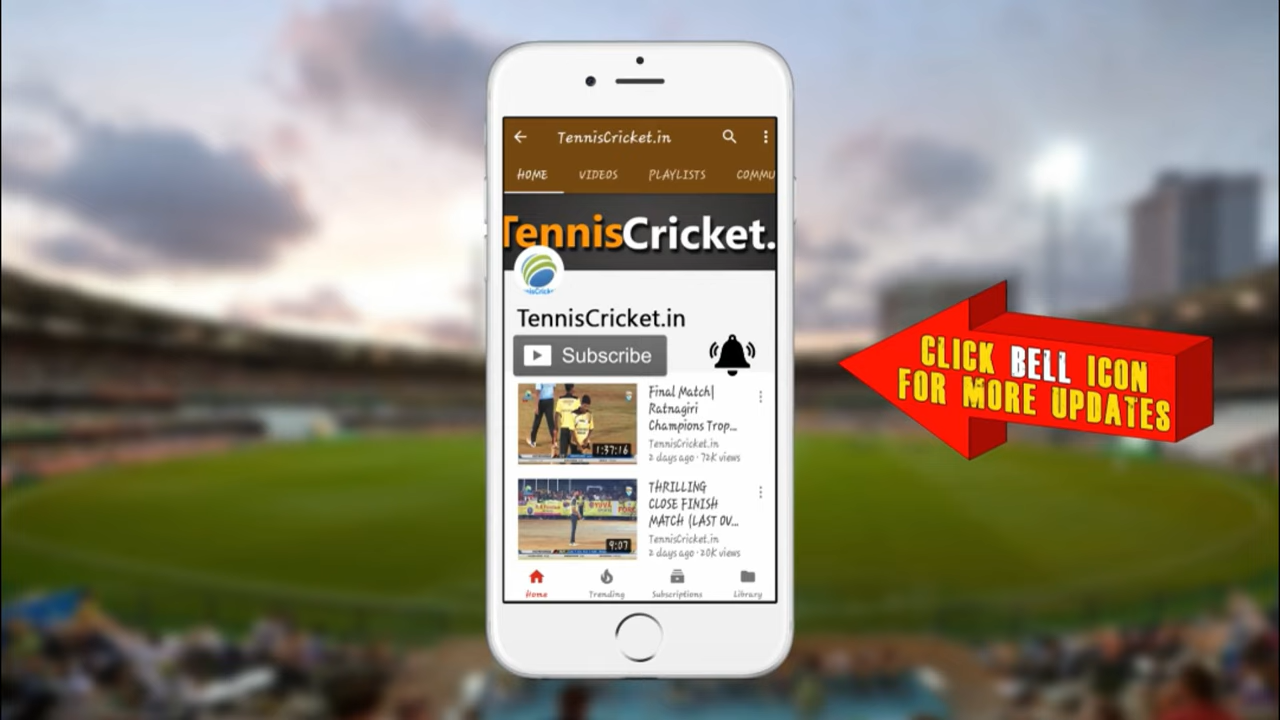 TennisCricket.in
HOME VIDEOS PLAYLISTS COMMU
TennisCricket.
TennisCricket.in
Subscribe
Final Match|
Ratnagiri
Champions Trop...
TennisCricket.in
2 days ago · 72K views
1:37:16
THRILLING
CLOSE FINISH
MATCH (LAST OV...
TennisCricket.in
2 days ago · 20K views
9:07
Home Trending Subscriptions Library
CLICK BELL ICON
FOR MORE UPDATES